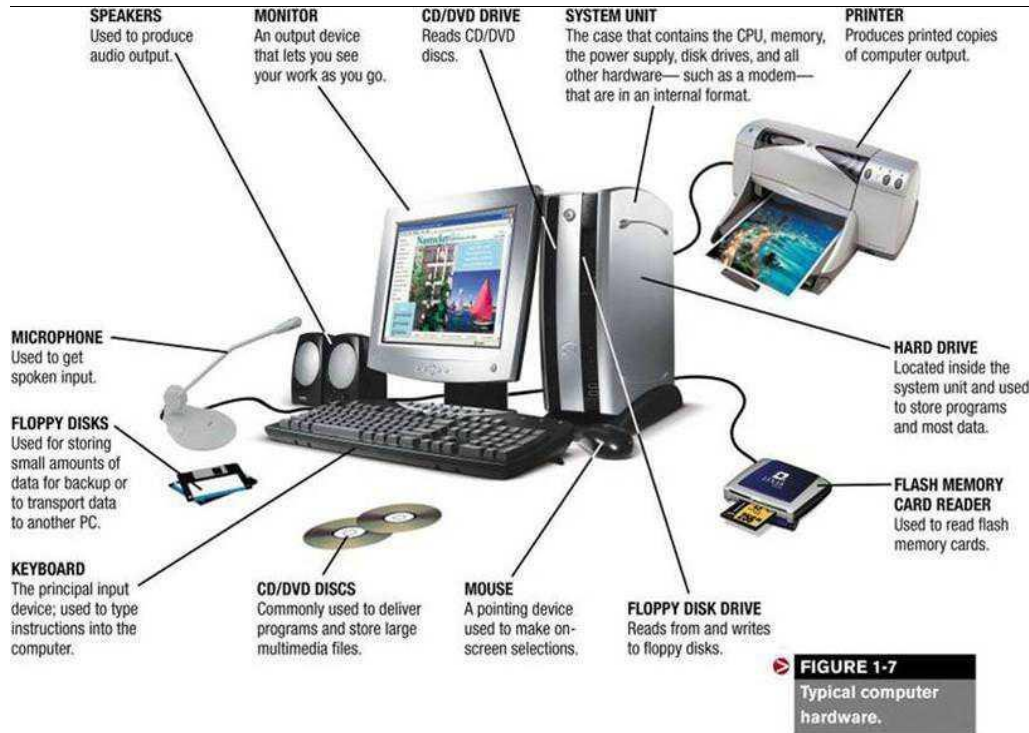 SPEAKERS
Used to produce
audio output.
MONITOR
An output device
that lets you see
your work as you go.
CD/DVD DRIVE
Reads CD/DVD
discs.
SYSTEM UNIT
The case that contains the CPU, memory,
the power supply, disk drives, and all
other hardware— such as a modem—
that are in an internal format.
PRINTER
Produces printed copies
of computer output.
MICROPHONE
Used to get
spoken input.
HARD DRIVE
Located inside the
system unit and used
to store programs
and most data.
FLOPPY DISKS
Used for storing
small amounts of
data for backup or
to transport data
to another PC.
FLASH MEMORY
CARD READER
Used to read flash
memory cards.
KEYBOARD
The principal input
device; used to type
instructions into the
computer.
CD/DVD DISCS
Commonly used to deliver
programs and store large
multimedia files.
MOUSE
A pointing device
used to make on-
screen selections.
FLOPPY DISK DRIVE
Reads from and writes
to floppy disks.
FIGURE 1-7
Typical computer
hardware.